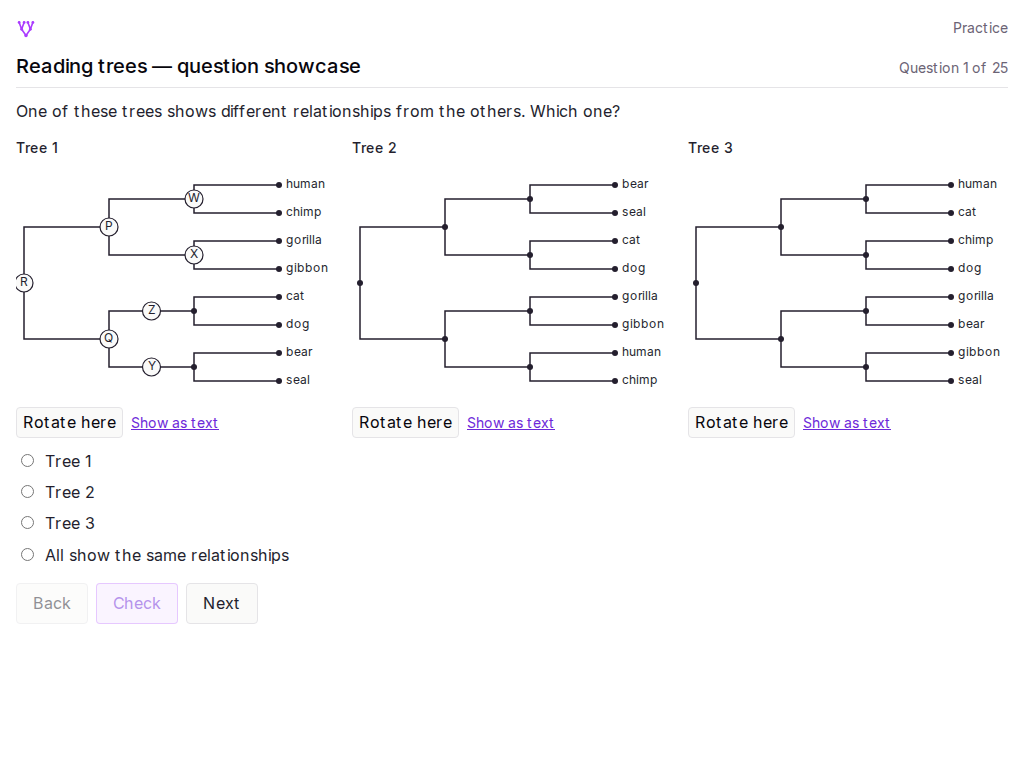 Practice
Reading trees — question showcase
Question 1 of 25
One of these trees shows different relationships from the others. Which one?
Tree 1
human
chimp
gorilla
gibbon
cat
dog
bear
seal
W
P
X
R
Z
Q
Y
Rotate here Show as text
Tree 2
bear
seal
cat
dog
gorilla
gibbon
human
chimp
Rotate here Show as text
Tree 3
human
cat
chimp
dog
gorilla
bear
gibbon
seal
Rotate here Show as text
Tree 1
Tree 2
Tree 3
All show the same relationships
Back Check Next